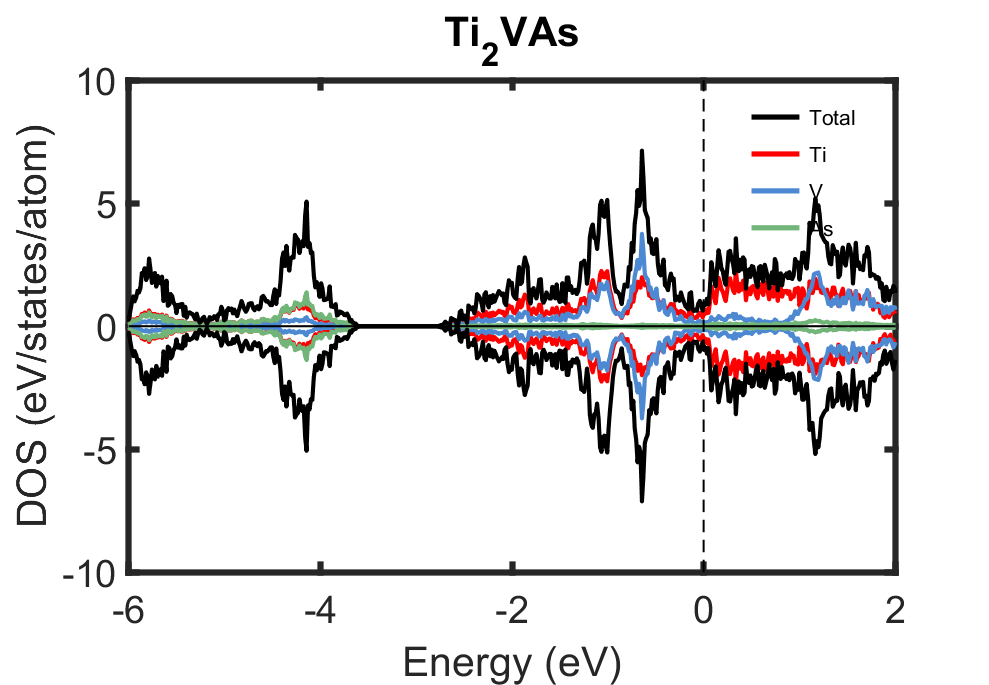 Ti2VAs
10
5
0
-5
-10
DOS (eV/states/atom)
Total
Ti
V
As
-6
-4
-2
0
2
Energy (eV)